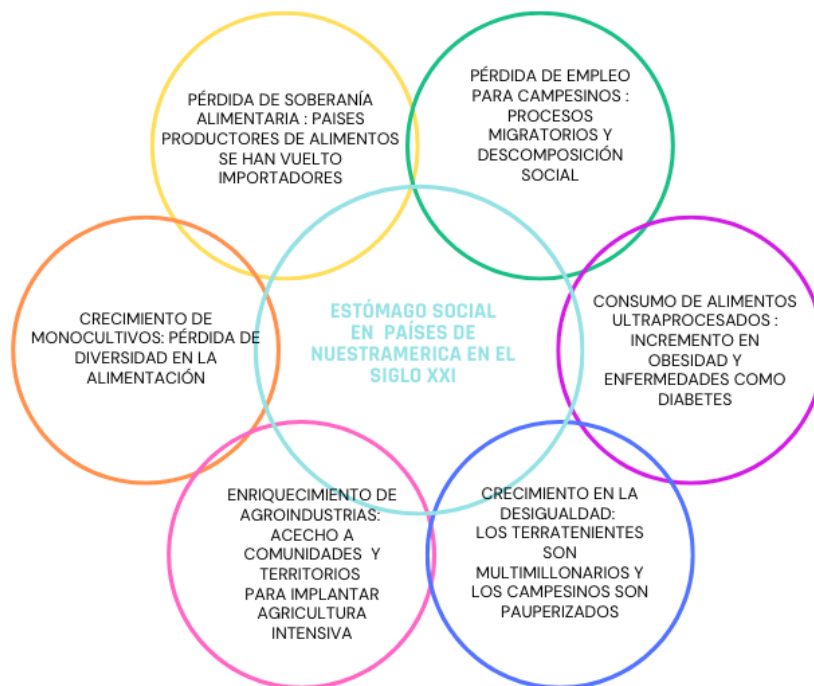 PÉRDIDA DE SOBERANÍA
ALIMENTARIA : PAISES
PRODUCTORES DE ALIMENTOS
SE HAN VUELTO
IMPORTADORES
PÉRDIDA DE EMPLEO
PARA CAMPESINOS :
PROCESOS
MIGRATORIOS Y
DESCOMPOSICIÓN
SOCIAL
CRECIMIENTO DE
MONOCULTIVOS: PÉRDIDA DE
DIVERSIDAD EN LA
ALIMENTACIÓN
ESTÓMAGO SOCIAL
EN PAÍSES DE
NUESTRAMERICA EN EL
SIGLO XXI
CONSUMO DE ALIMENTOS
ULTRAPROCESADOS :
INCREMENTO EN
OBESIDAD Y
ENFERMEDADES COMO
DIABETES
ENRIQUECIMIENTO DE
AGROINDUSTRIAS:
ACECHO A
COMUNIDADES Y
TERRITORIOS
PARA IMPLANTAR
AGRICULTURA
INTENSIVA
CRECIMIENTO EN LA
DESIGUALDAD:
LOS TERRATENIENTES
SON
MULTIMILLONARIOS Y
LOS CAMPESINOS SON
PAUPERIZADOS